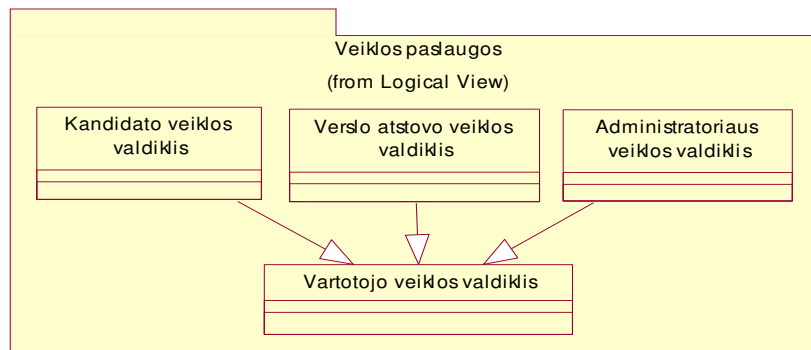 Veiklos paslaugos
(from Logical View)
Kandidato veiklos
valdiklis
Verslo atstovo veiklos
valdiklis
Administratoriaus
veiklos valdiklis
Vartotojo veiklos valdiklis